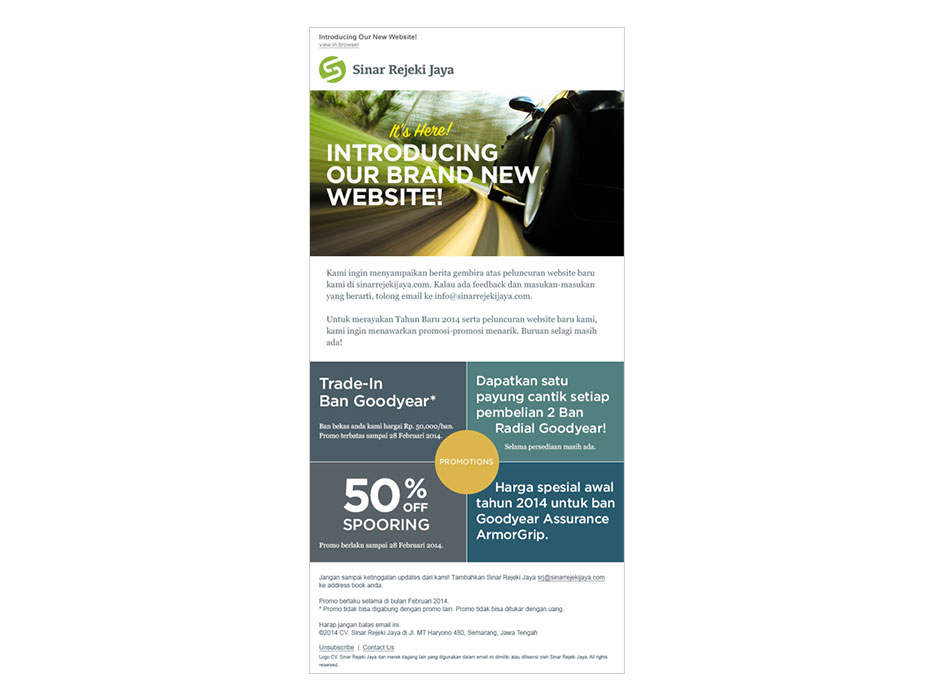 Introducing Our New Website!
view in browser
Sinar Rejeki Jaya
It's Here!
INTRODUCING
OUR BRAND NEW
WEBSITE!
Kami ingin menyampaikan berita gembira atas peluncuran website baru
kami di sinarrejekijaya.com. Kalau ada feedback dan masukan-masukan
yang berarti, tolong email ke info@sinarrejekijaya.com.
Untuk merayakan Tahun Baru 2014 serta peluncuran website baru kami,
kami ingin menawarkan promosi-promosi menarik. Buruan selagi masih
ada!
Trade-In
Ban Goodyear*
Ban bekas anda kami hargai Rp. 50,000/ban.
Promo terbatas sampai 28 Februari 2014.
Dapatkan satu
payung cantik setiap
pembelian 2 Ban
Radial Goodyear!
Selama persediaan masih ada.
PROMOTIONS
50% OFF
SPOORING
Promo berlaku sampai 28 Februari 2014.
Harga spesial awal
tahun 2014 untuk ban
Goodyear Assurance
ArmorGrip.
Jangan sampai ketinggalan updates dari kami! Tambahkan Sinar Rejeki Jaya srj@sinarrejekijaya.com
ke address book anda.
Promo berlaku selama di bulan Februari 2014.
* Promo tidak bisa digabung dengan promo lain. Promo tidak bisa ditukar dengan uang.
Harap jangan balas email ini.
©2014 CV. Sinar Rejeki Jaya di Jl. MT Haryono 460, Semarang, Jawa Tengah
Unsubscribe | Contact Us
Logo CV. Sinar Rejeki Jaya dan merek dagang lain yang digunakan dalam email ini dimiliki atau dilisensi oleh Sinar Rejeki Jaya. All rights
reserved.